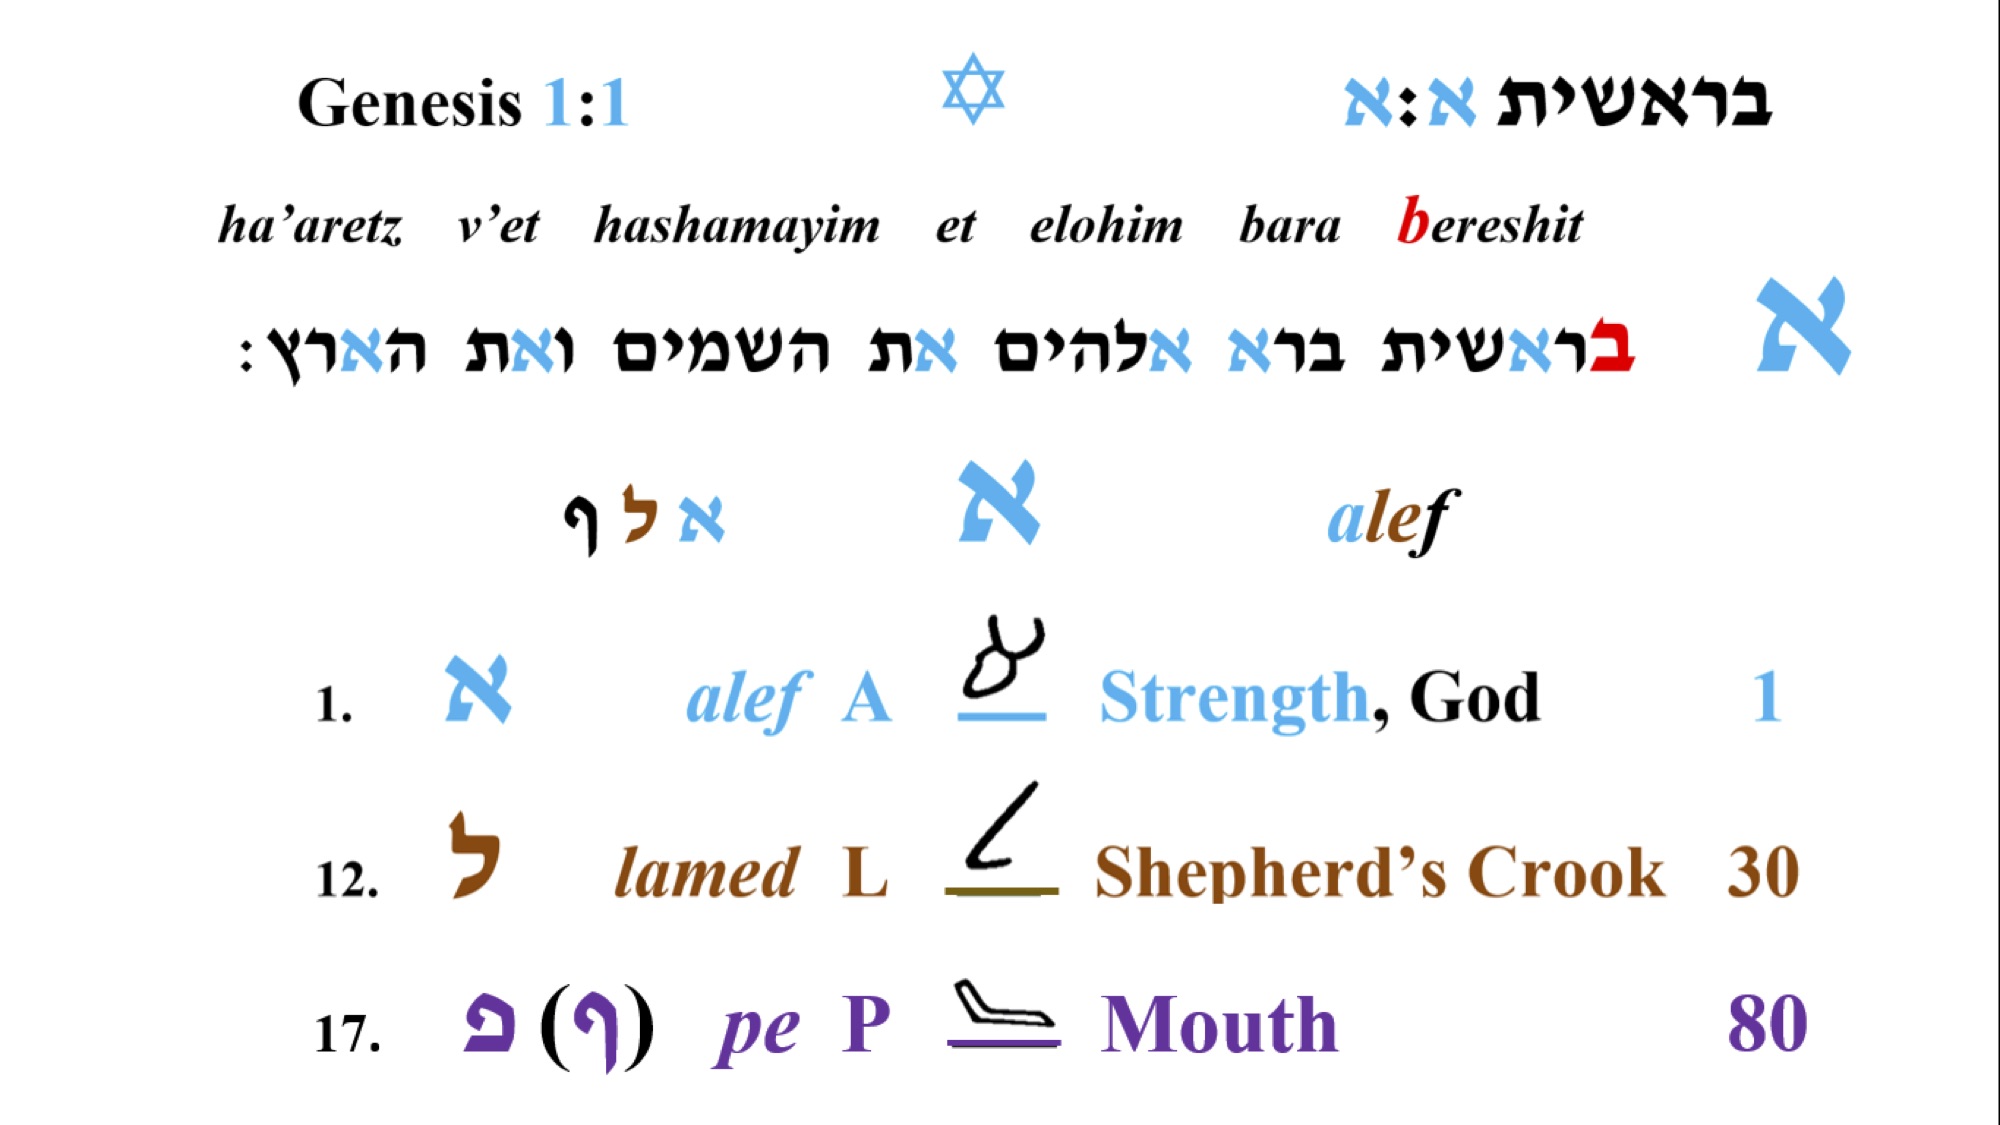 Genesis 1:1 ✡ בראשית א:א
ha’aretz v’et hashamayim et elohim bara bereshit
בראשית ברא אלהים את השמים ואת הארץ: א
א ל ף א alef
1. א alef A Strength, God 1
12. ל lamed L Shepherd’s Crook 30
17. פ (ף) pe P Mouth 80